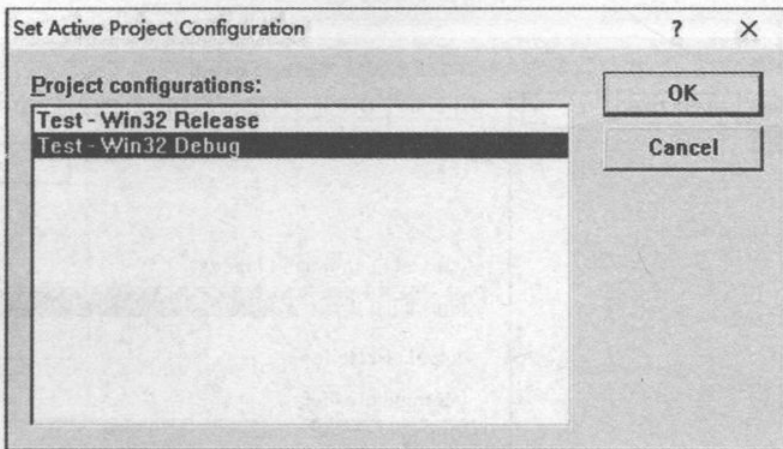 Set Active Project Configuration ? ×
Project configurations:
Test - Win32 Release
Test - Win32 Debug
OK
Cancel